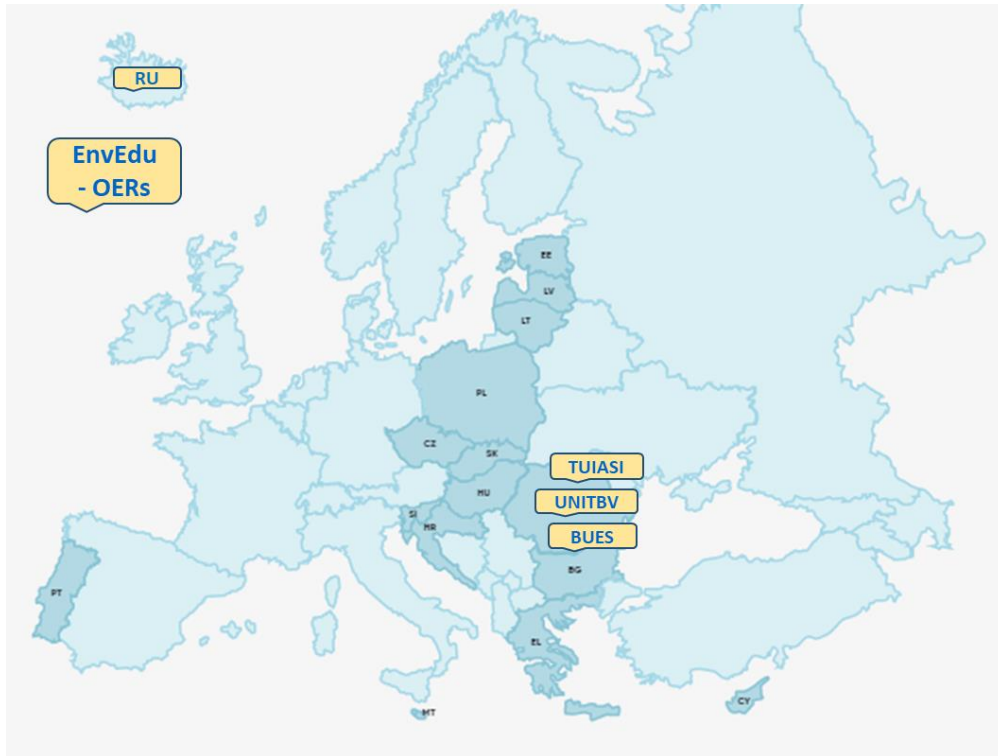 RU
EnvEdu
- OERs
EE
LV
LT
PL
CZ
SK
TUIASI
HU
UNITBV
SI
HR
BUES
BG
PT
EL
CY
MT